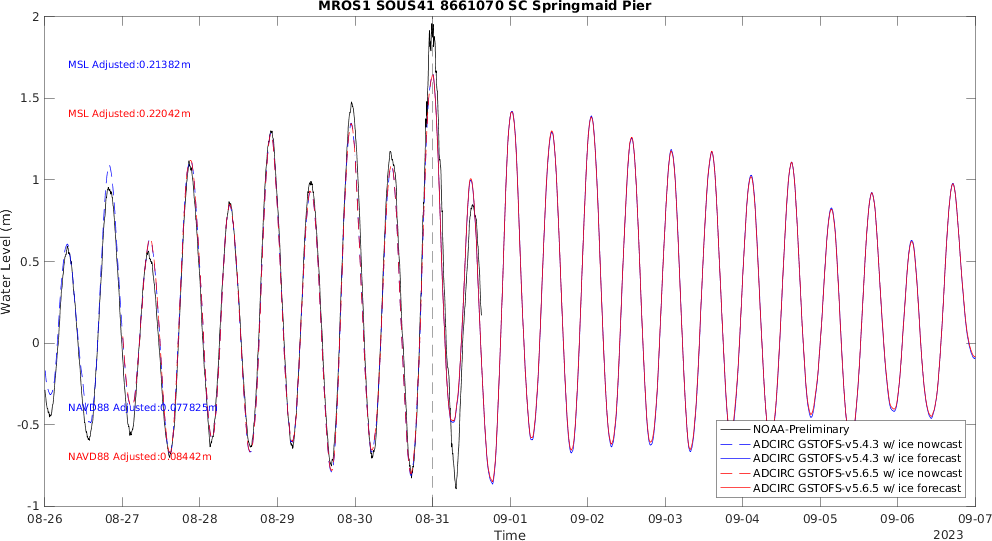 MROS1 SOUS41 8661070 SC Springmaid Pier
2
1.5
1
0.5
0
-0.5
-1
Water Level (m)
MSL Adjusted:0.21382m
MSL Adjusted:0.22042m
NAVD88 Adjusted:0.077825m
NAVD88 Adjusted:0.08442m
NOAA-Preliminary
ADCIRC GSTOFS-v5.4.3 w/ ice nowcast
ADCIRC GSTOFS-v5.4.3 w/ ice forecast
ADCIRC GSTOFS-v5.6.5 w/ ice nowcast
ADCIRC GSTOFS-v5.6.5 w/ ice forecast
08-26 08-27 08-28 08-29 08-30 08-31 09-01 09-02 09-03 09-04 09-05 09-06 09-07
Time
2023